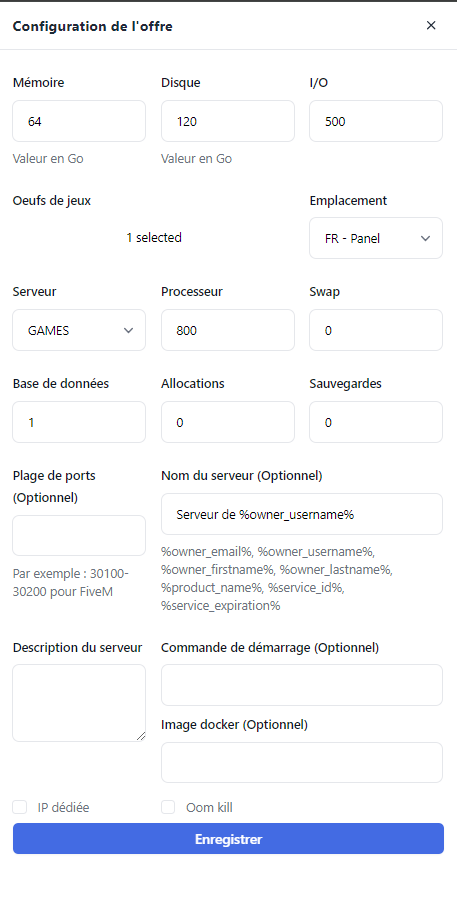 Configuration de l'offre
Mémoire Disque I/O
64 120 500
Valeur en Go Valeur en Go
Oeufs de jeux Emplacement
1 selected FR - Panel
Serveur Processeur Swap
GAMES 800 0
Base de données Allocations Sauvegardes
1 0 0
Plage de ports
(Optionnel)
Par exemple : 30100-
30200 pour FiveM
Nom du serveur (Optionnel)
Serveur de %owner_username%
%owner_email%, %owner_username%,
%owner_firstname%, %owner_lastname%,
%product_name%, %service_id%,
%service_expiration%
Description du serveur
Commande de démarrage (Optionnel)
Image docker (Optionnel)
IP dédiée Oom kill
Enregistrer